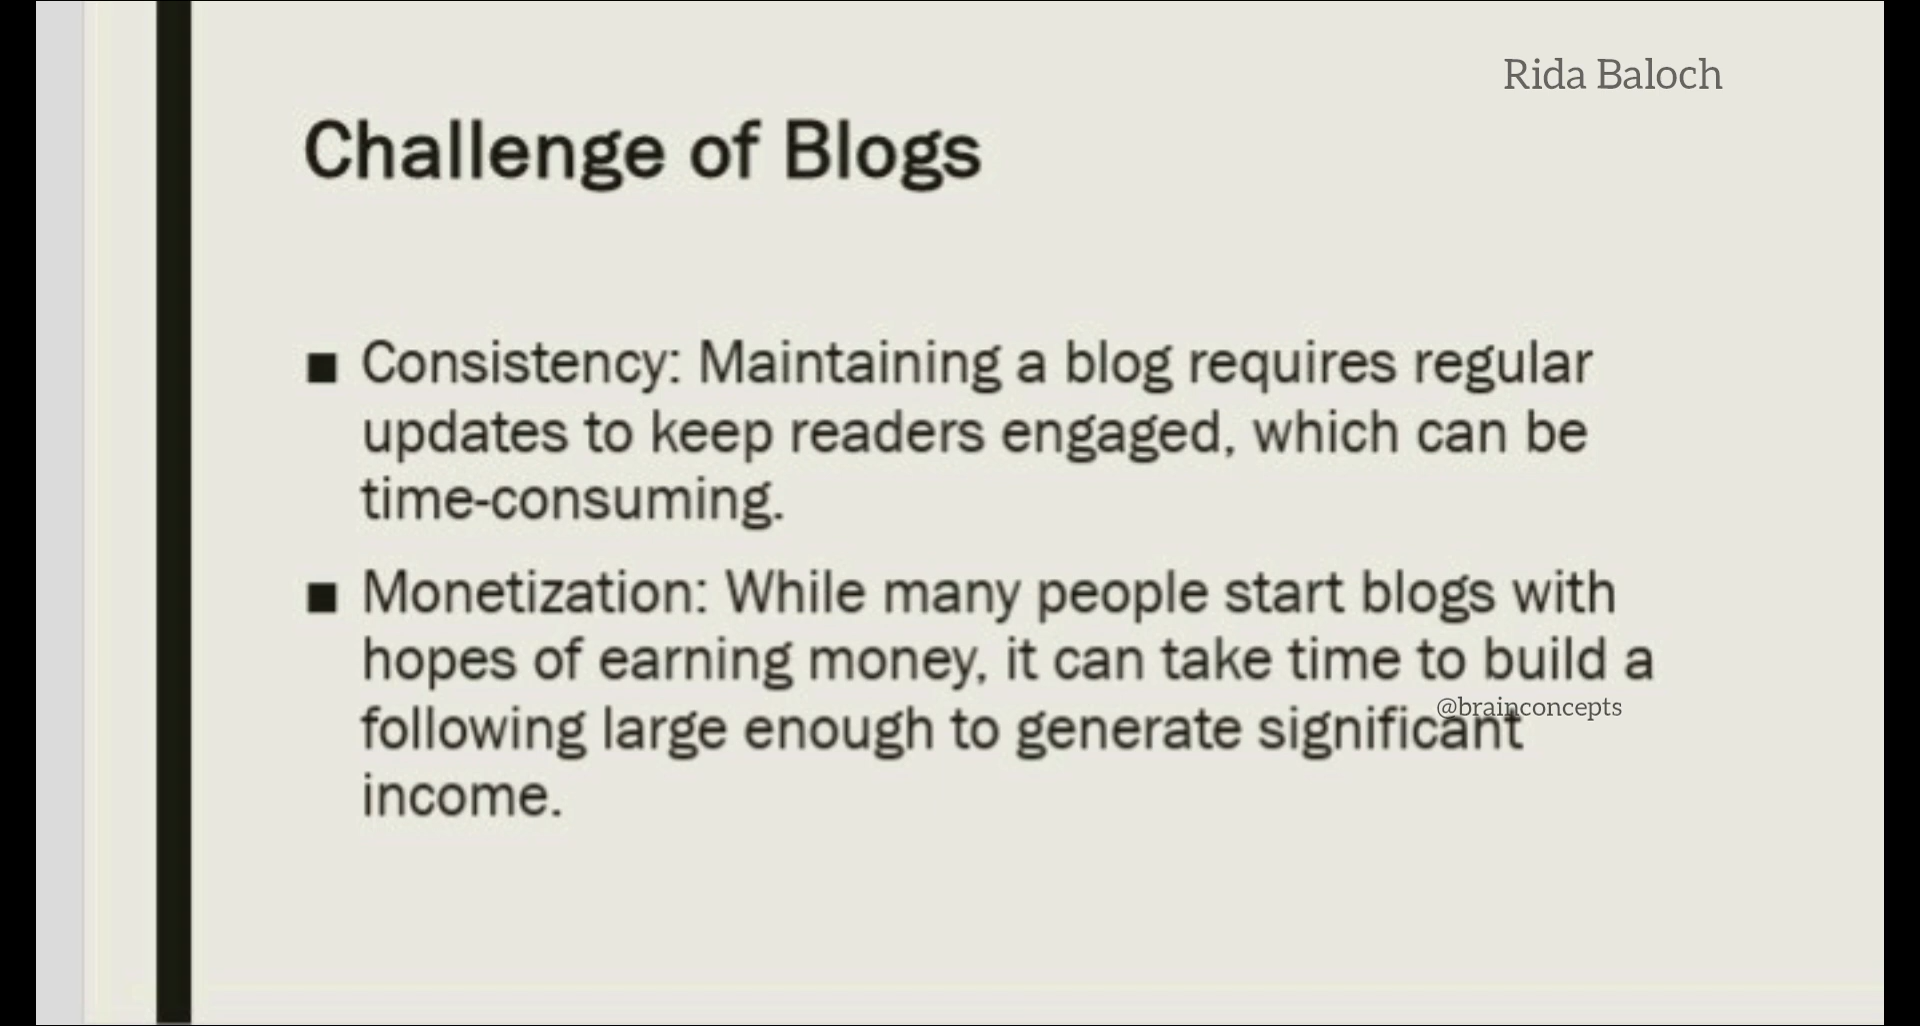 Rida Baloch
Challenge of Blogs
■ Consistency: Maintaining a blog requires regular
updates to keep readers engaged, which can be
time-consuming.
■ Monetization: While many people start blogs with
hopes of earning money, it can take time to build a
@brainconcepts
following large enough to generate significant
income.